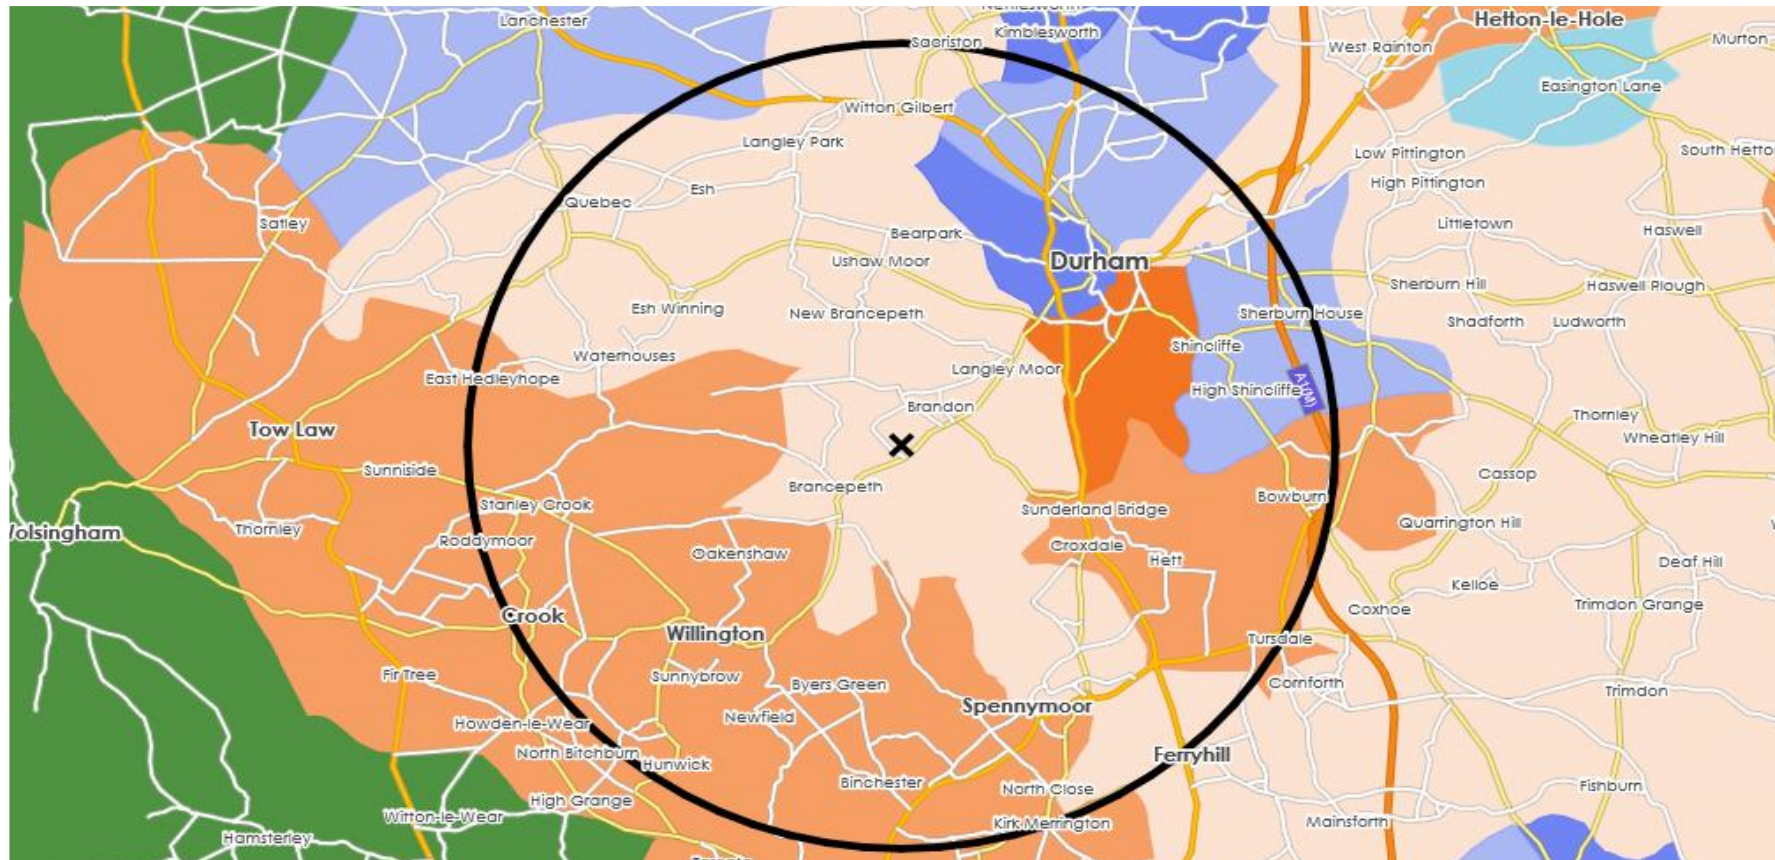 Lanchester
Kimblesworth
Hetton-le-Hole
Sacriston
West Rainton
Murton
Easington Lane
Witton Gilbert
Langley Park
Low Pittington
South Hetto
High Pittington
Esh
Quebec
Satley
Littletown
Haswell
Bearpark
Ushaw Moor
Durham
Sherburn Hill
Haswell Plough
Esh Winning
New Brancepeth
Sherburn House
Shadforth
Ludworth
Waterhouses
Shincliffe
Langley Moor
East Hedleyhope
High Shincliffe
A1(M)
Brandon
Thornley
Tow Law
Wheatley Hill
Sunniside
Cassop
Brancepeth
Bowburn
Stanley Crook
Sunderland Bridge
Quarrington Hill
Thornley
Wolsingham
Roddymoor
Oakenshaw
Croxdale
Hett
Deaf Hill
Kelloe
Coxhoe
Trimdon Grange
Crook
Willington
Tursdale
Fir Tree
Sunnybrow
Byers Green
Cornforth
Trimdon
Spennymoor
Newfield
Howden-le-Wear
North Bitchburn
Hunwick
Ferryhill
Binchester
North Close
Fishburn
High Grange
Witton-le-Wear
Kirk Merrington
Mainsforth
Hamsterley